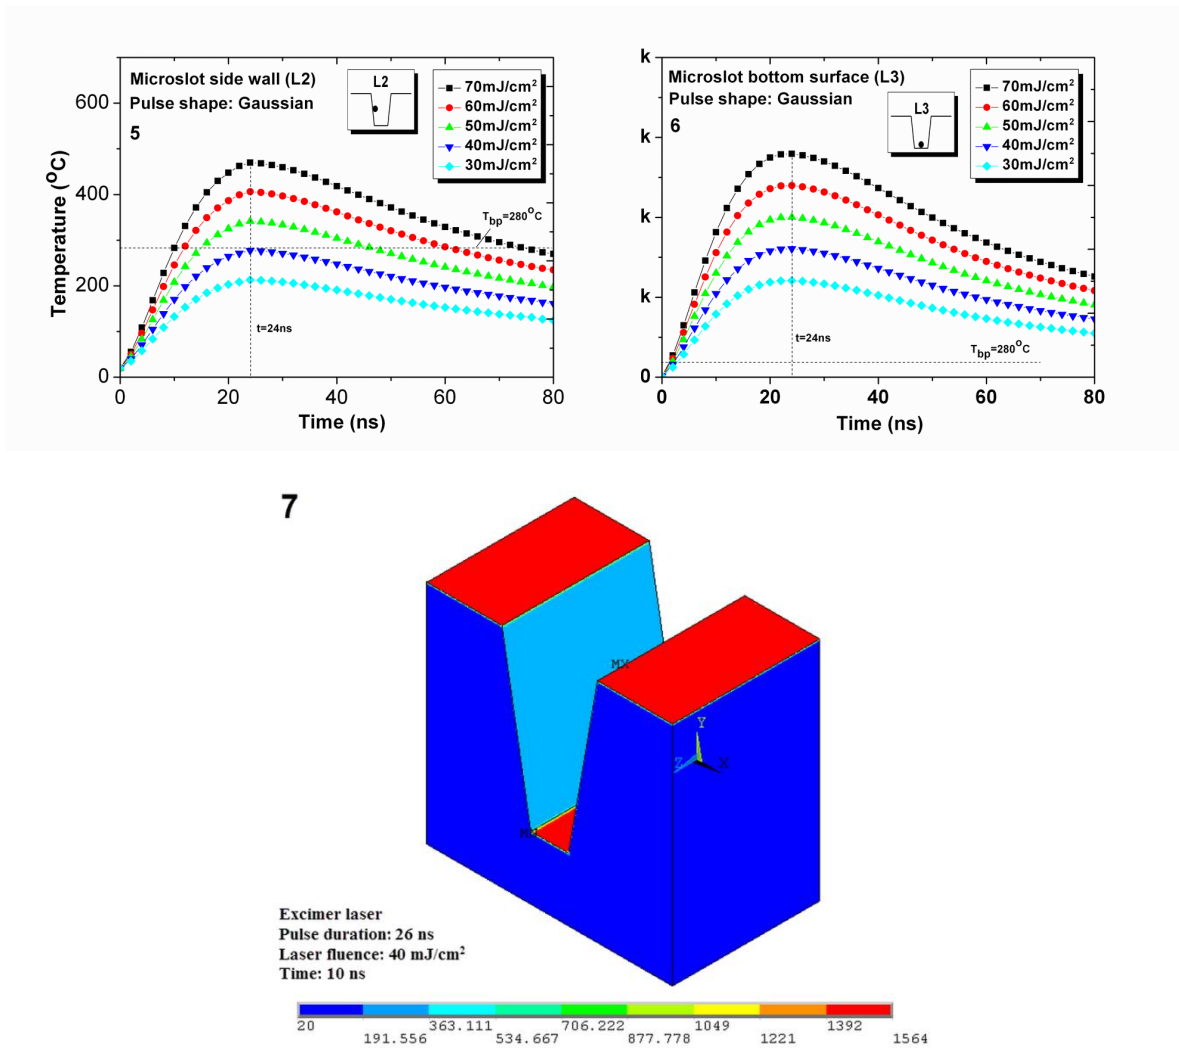 Microslot side wall (L2)
Pulse shape: Gaussian
5
L2
70mJ/cm²
60mJ/cm²
50mJ/cm²
40mJ/cm²
30mJ/cm²
Temperature (°C)
600
400
200
0
T_bp=280°C
t=24ns
0 20 40 60 80
Time (ns)
Microslot bottom surface (L3)
Pulse shape: Gaussian
6
L3
70mJ/cm²
60mJ/cm²
50mJ/cm²
40mJ/cm²
30mJ/cm²
k
k
k
k
0
t=24ns
T_bp=280°C
0 20 40 60 80
Time (ns)
7
MX
Y
Z X
Excimer laser
Pulse duration: 26 ns
Laser fluence: 40 mJ/cm²
Time: 10 ns
20 363.111 706.222 1049 1392
191.556 534.667 877.778 1221 1564